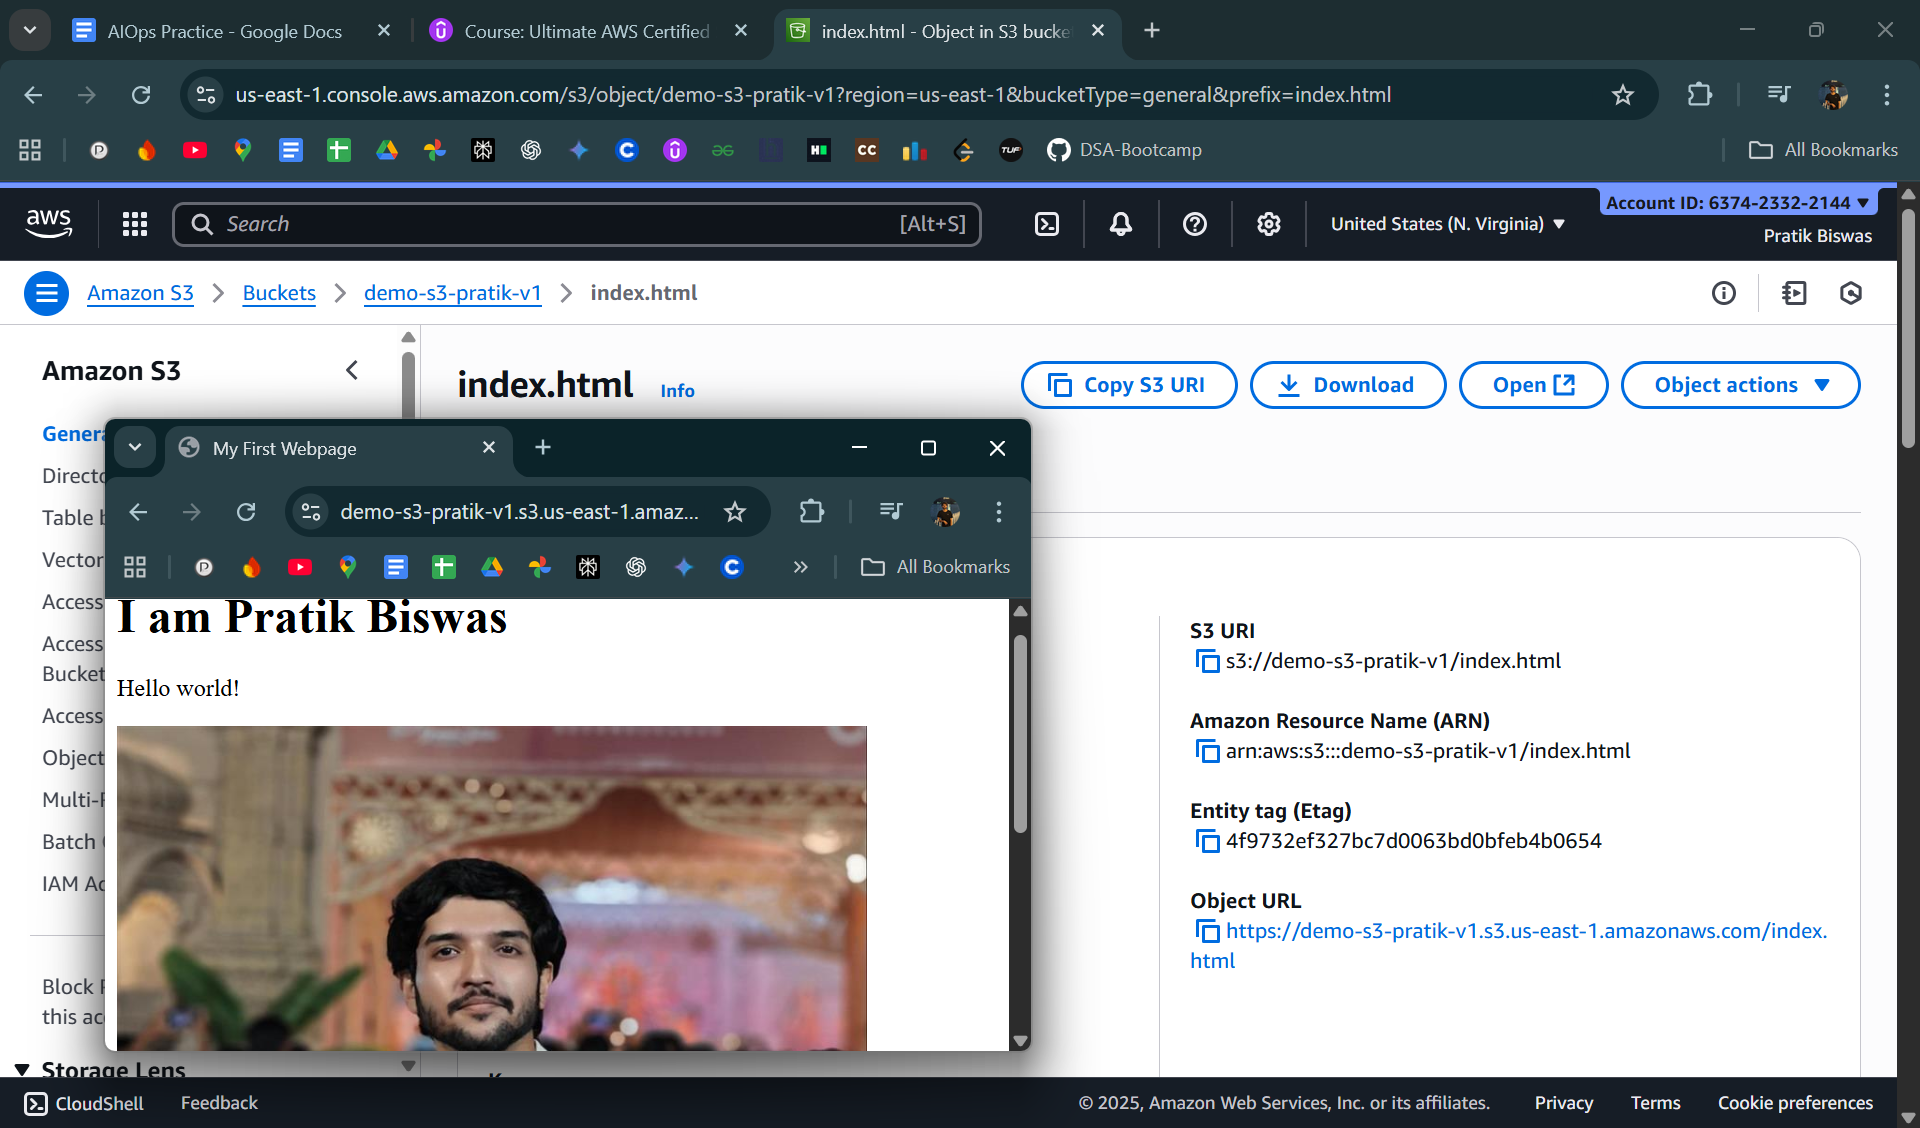 AIOps Practice - Google Docs
Course: Ultimate AWS Certified
index.html - Object in S3 bucke
us-east-1.console.aws.amazon.com/s3/object/demo-s3-pratik-v1?region=us-east-1&bucketType=general&prefix=index.html
DSA-Bootcamp
All Bookmarks
aws
Search
[Alt+S]
United States (N. Virginia)
Account ID: 6374-2332-2144
Pratik Biswas
Amazon S3
Buckets
demo-s3-pratik-v1
index.html
Amazon S3
Genera
Directo
Table b
Vector
Access
Access
Bucket
Access
Object
Multi-R
Batch
IAM Ac
Block P
this ac
Storage Lens
index.html Info
Copy S3 URI
Download
Open
Object actions
My First Webpage
demo-s3-pratik-v1.s3.us-east-1.amaz...
All Bookmarks
I am Pratik Biswas
Hello world!
S3 URI
s3://demo-s3-pratik-v1/index.html
Amazon Resource Name (ARN)
arn:aws:s3:::demo-s3-pratik-v1/index.html
Entity tag (Etag)
4f9732ef327bc7d0063bd0bfeb4b0654
Object URL
https://demo-s3-pratik-v1.s3.us-east-1.amazonaws.com/index.
html
CloudShell
Feedback
© 2025, Amazon Web Services, Inc. or its affiliates.
Privacy
Terms
Cookie preferences